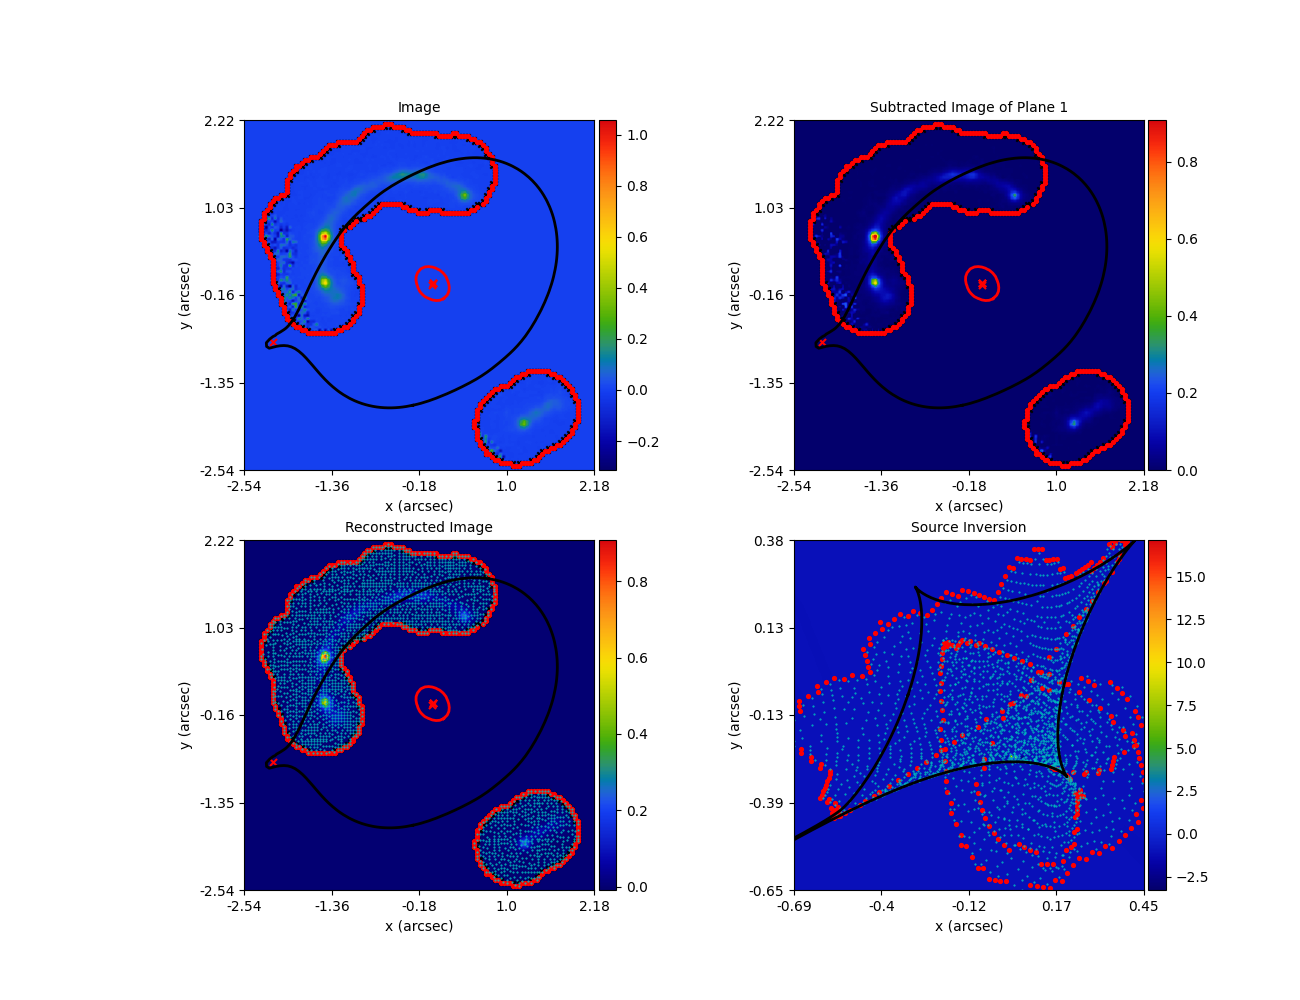 Image
2.22
1.03
-0.16
-1.35
-2.54
y (arcsec)
-2.54 -1.36 -0.18 1.0 2.18
x (arcsec)
1.0
0.8
0.6
0.4
0.2
0.0
−0.2
Subtracted Image of Plane 1
2.22
1.03
-0.16
-1.35
-2.54
y (arcsec)
-2.54 -1.36 -0.18 1.0 2.18
x (arcsec)
0.8
0.6
0.4
0.2
0.0
Reconstructed Image
2.22
1.03
-0.16
-1.35
-2.54
y (arcsec)
-2.54 -1.36 -0.18 1.0 2.18
x (arcsec)
0.8
0.6
0.4
0.2
0.0
Source Inversion
0.38
0.13
-0.13
-0.39
-0.65
y (arcsec)
-0.69 -0.4 -0.12 0.17 0.45
x (arcsec)
15.0
12.5
10.0
7.5
5.0
2.5
0.0
−2.5